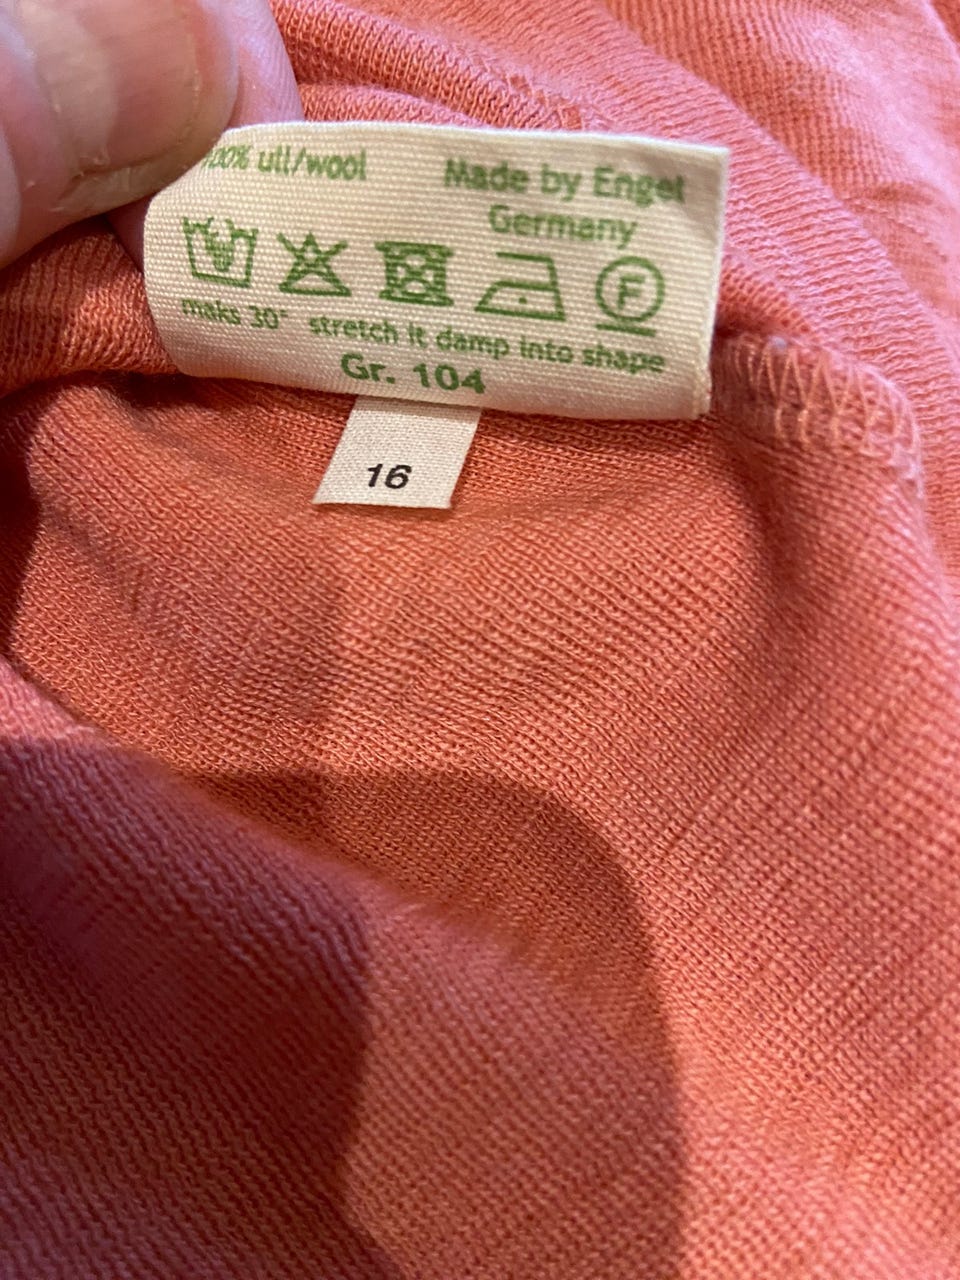 100% ull/wool
Made by Engel
Germany
F
maks 30°
stretch it damp into shape
Gr. 104
16